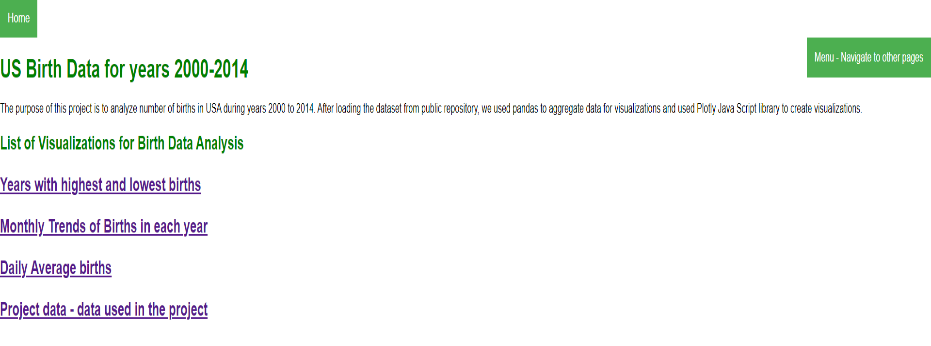 Home
Menu - Navigate to other pages
US Birth Data for years 2000-2014
The purpose of this project is to analyze number of births in USA during years 2000 to 2014. After loading the dataset from public repository, we used pandas to aggregate data for visualizations and used Plotly Java Script library to create visualizations.
List of Visualizations for Birth Data Analysis
Years with highest and lowest births
Monthly Trends of Births in each year
Daily Average births
Project data - data used in the project